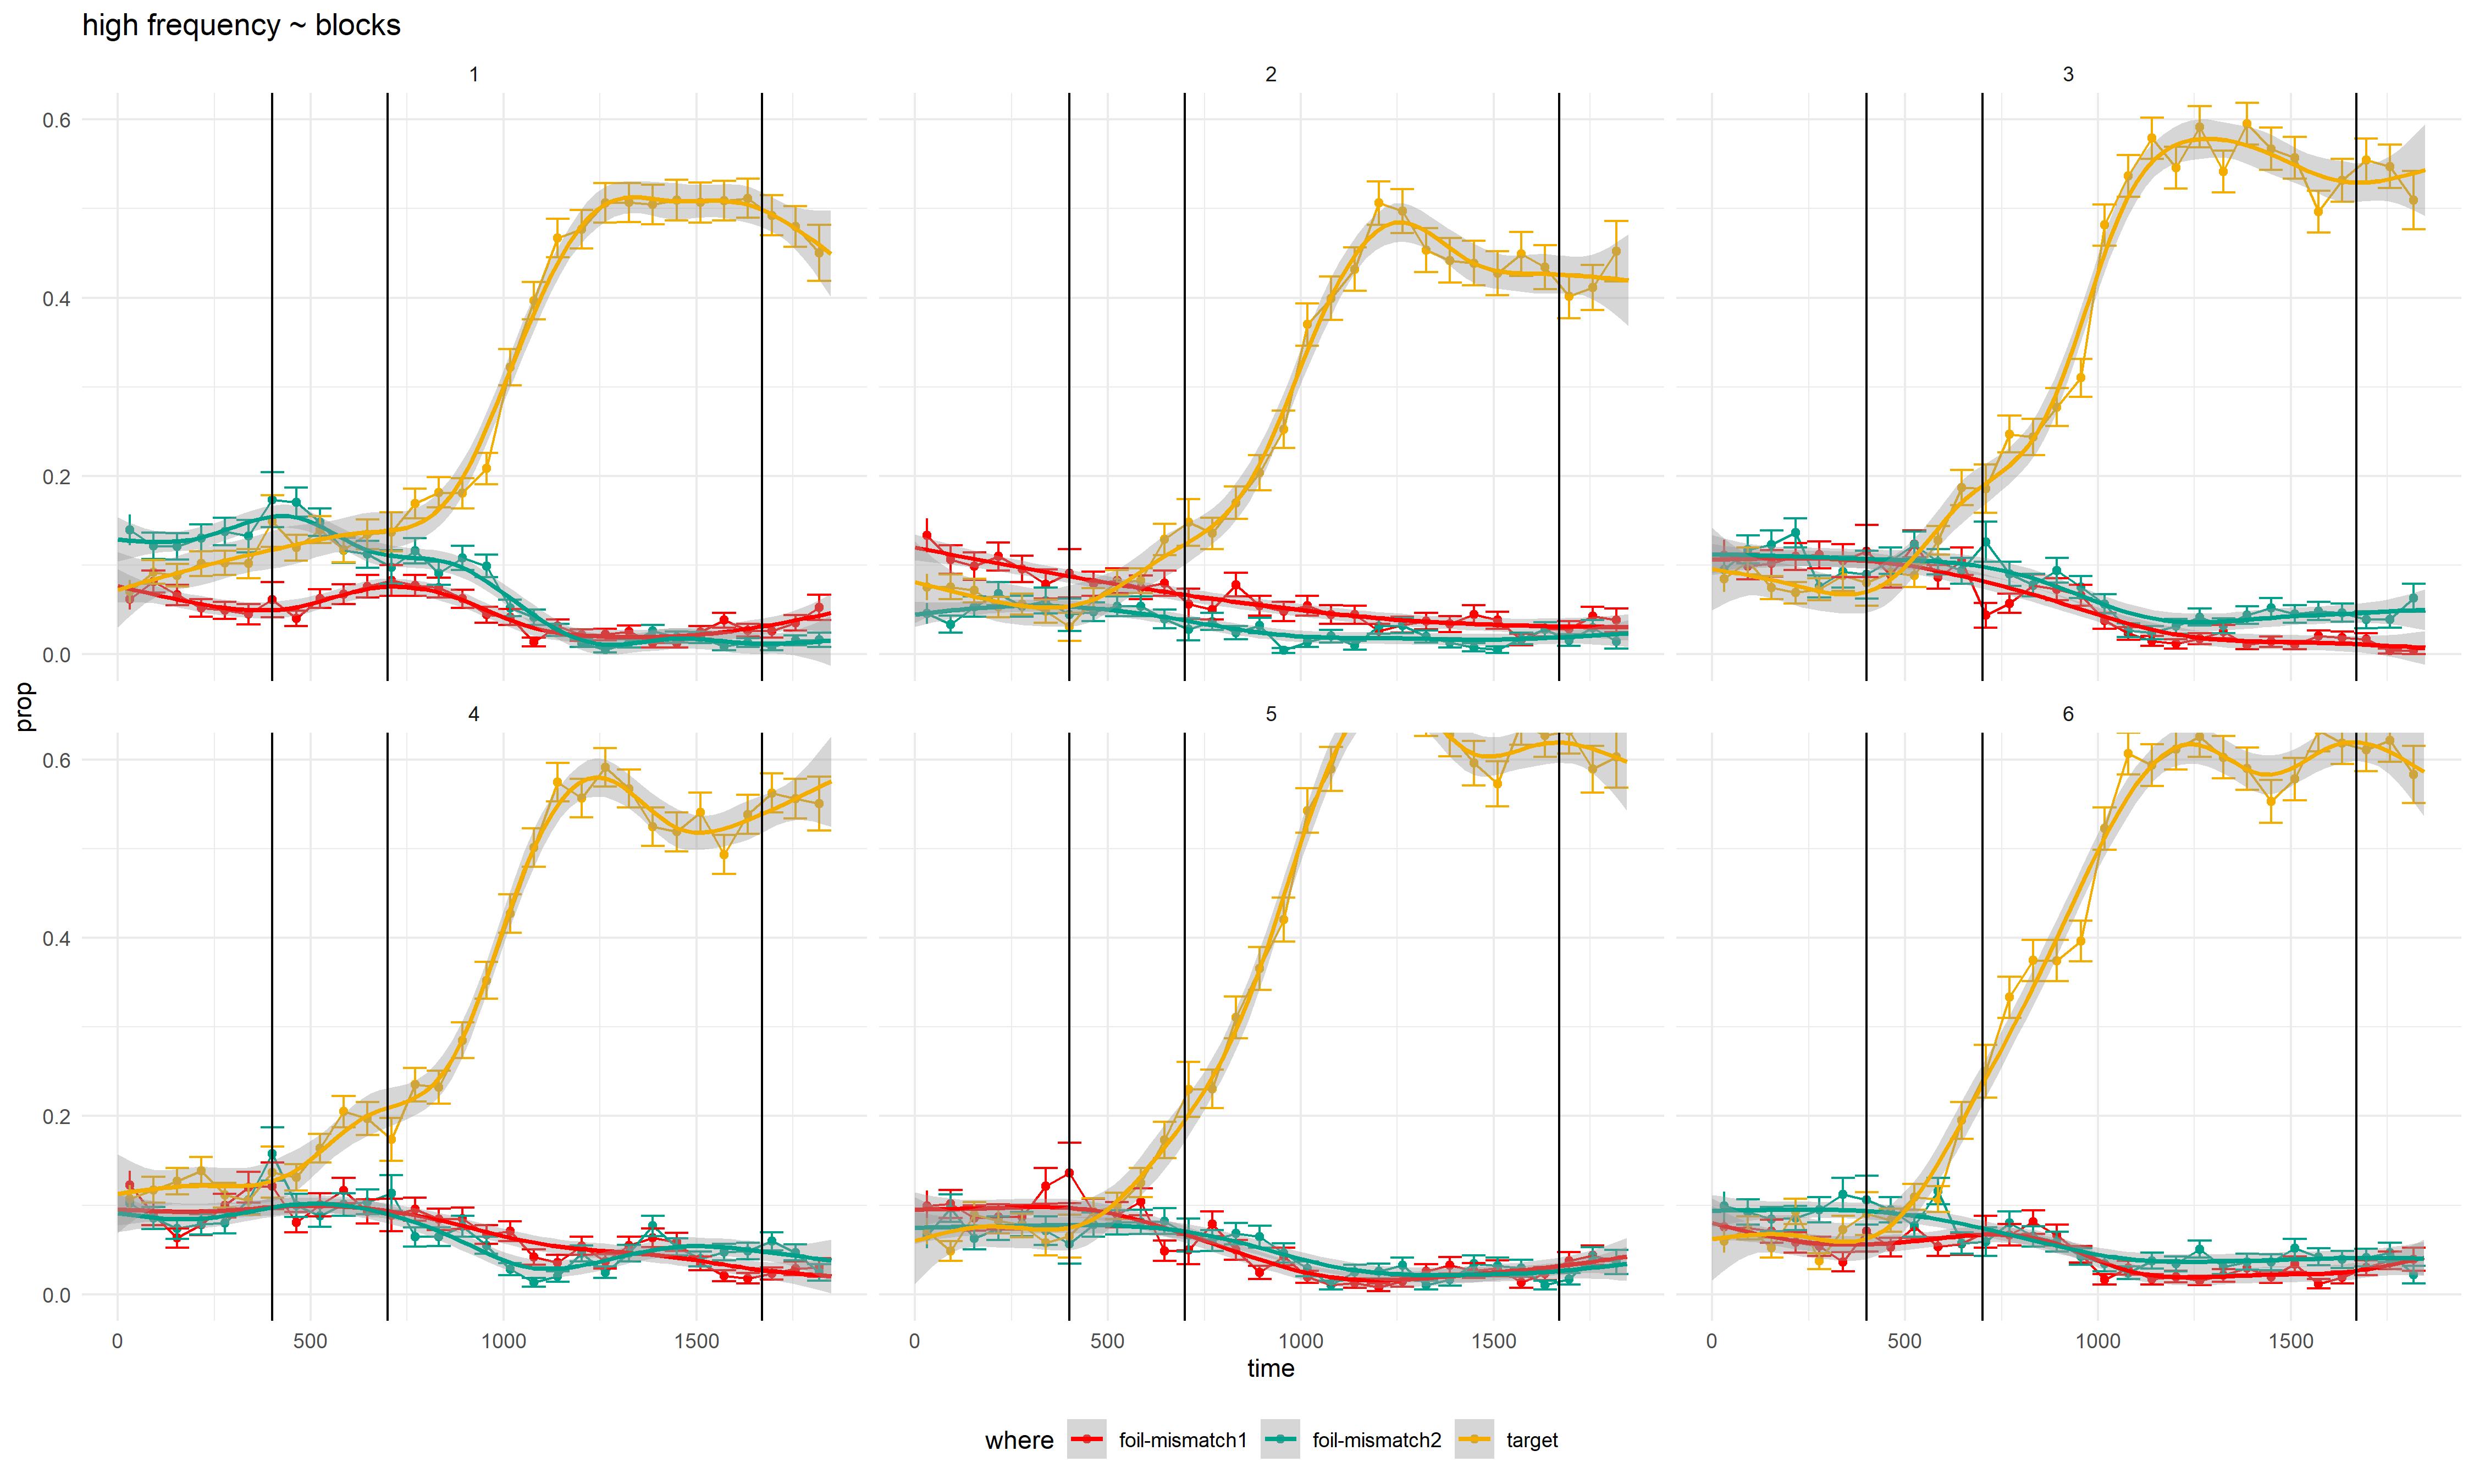 high frequency ~ blocks
1 2 3
0.6
0.4
0.2
0.0
prop
4 5 6
0.6
0.4
0.2
0.0
0 500 1000 1500 0 500 1000 1500 0 500 1000 1500
time
where foil-mismatch1 foil-mismatch2 target